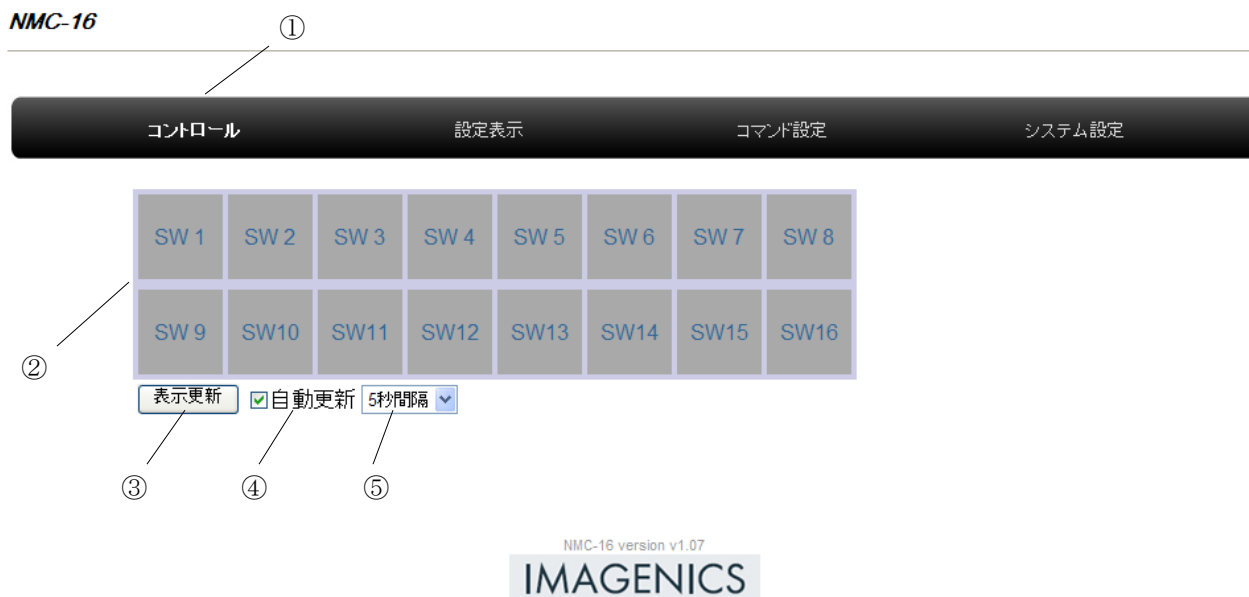 NMC-16
①
コントロール 設定表示 コマンド設定 システム設定
SW 1 SW 2 SW 3 SW 4 SW 5 SW 6 SW 7 SW 8
②
SW 9 SW10 SW11 SW12 SW13 SW14 SW15 SW16
表示更新 自動更新 5秒間隔
③ ④ ⑤
NMC-16 version v1.07
IMAGENICS